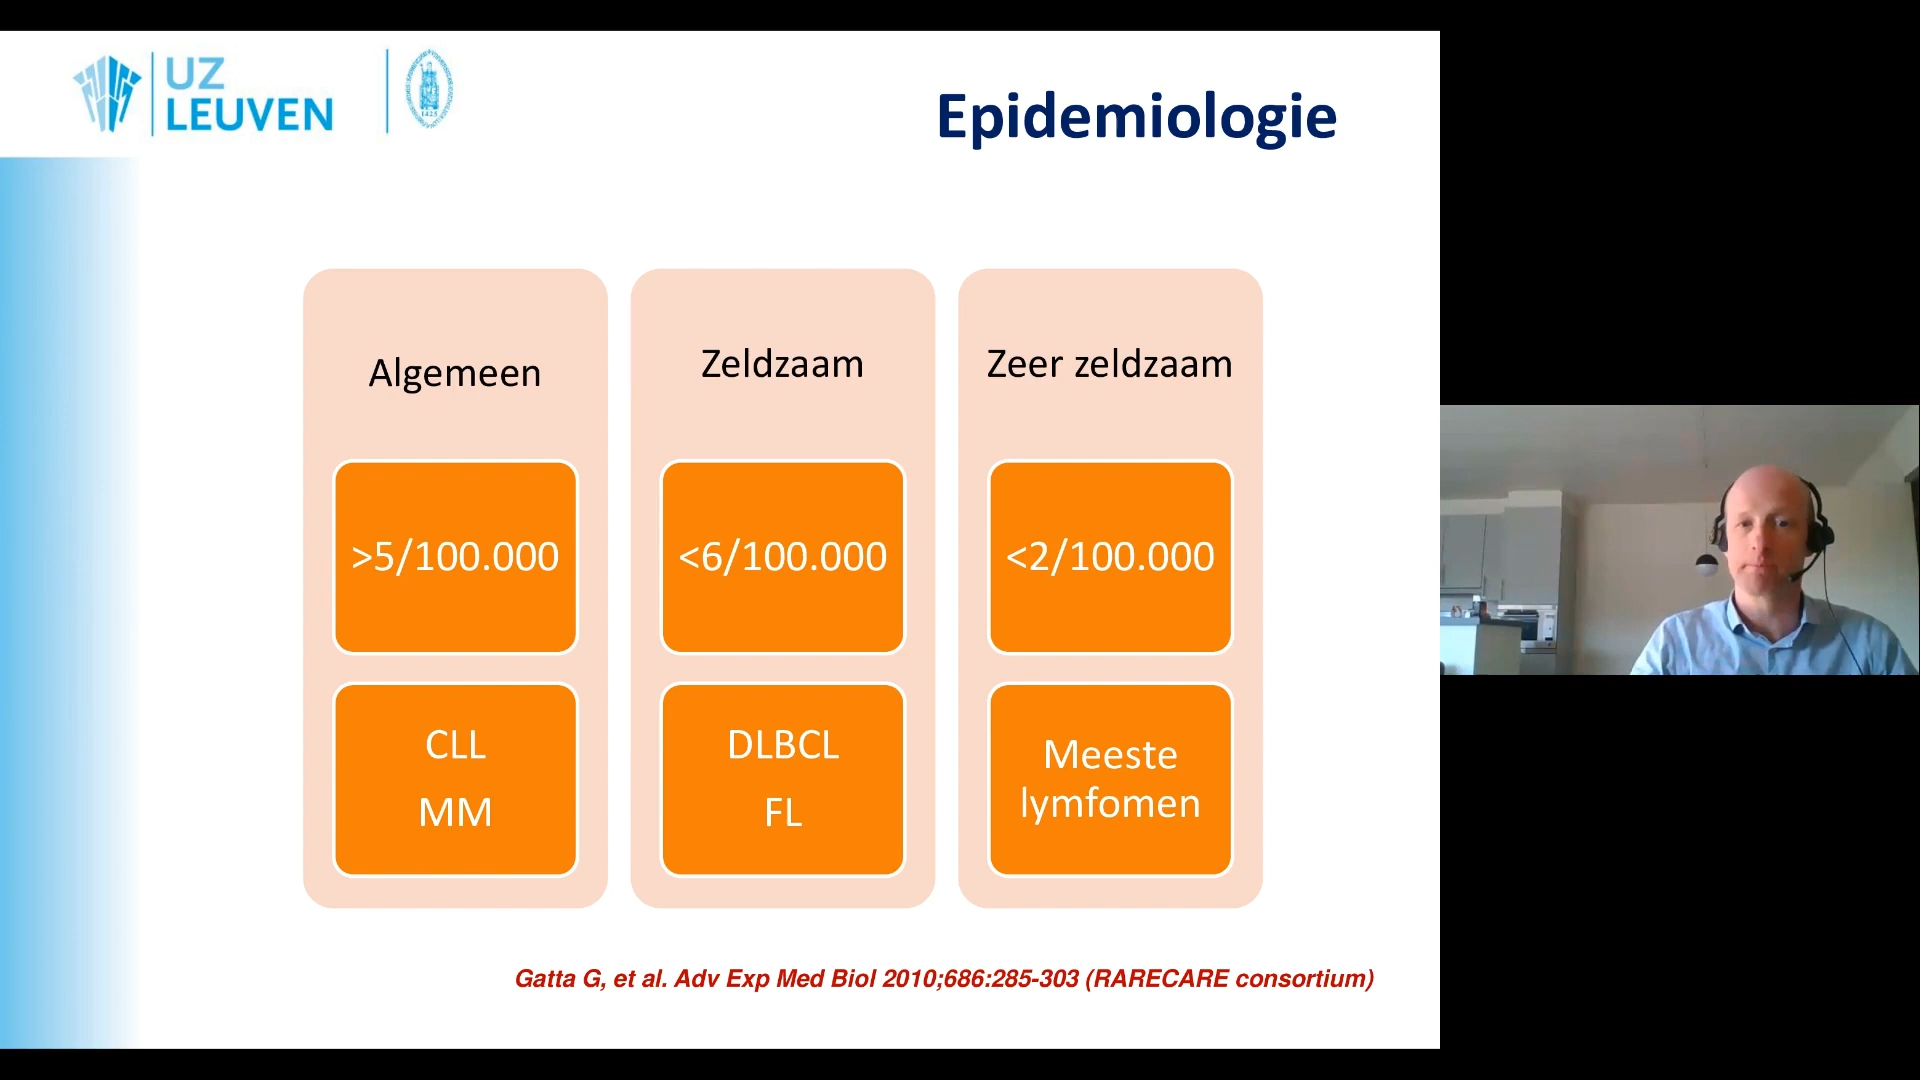 UZ
LEUVEN
1425
Epidemiologie
Algemeen
>5/100.000
CLL
MM
Zeldzaam
<6/100.000
DLBCL
FL
Zeer zeldzaam
<2/100.000
Meeste
lymfomen
Gatta G, et al. Adv Exp Med Biol 2010;686:285-303 (RARECARE consortium)